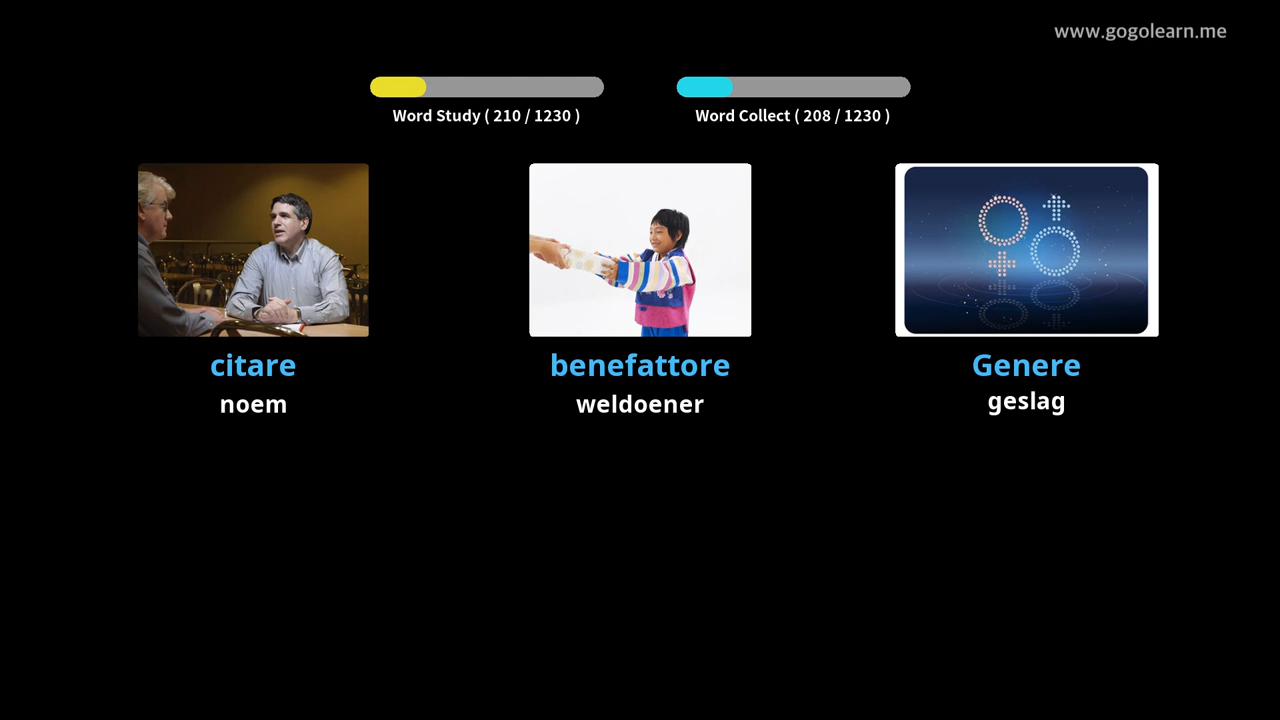 www.gogolearn.me
Word Study ( 210 / 1230 )
Word Collect ( 208 / 1230 )
citare
noem
benefattore
weldoener
Genere
geslag